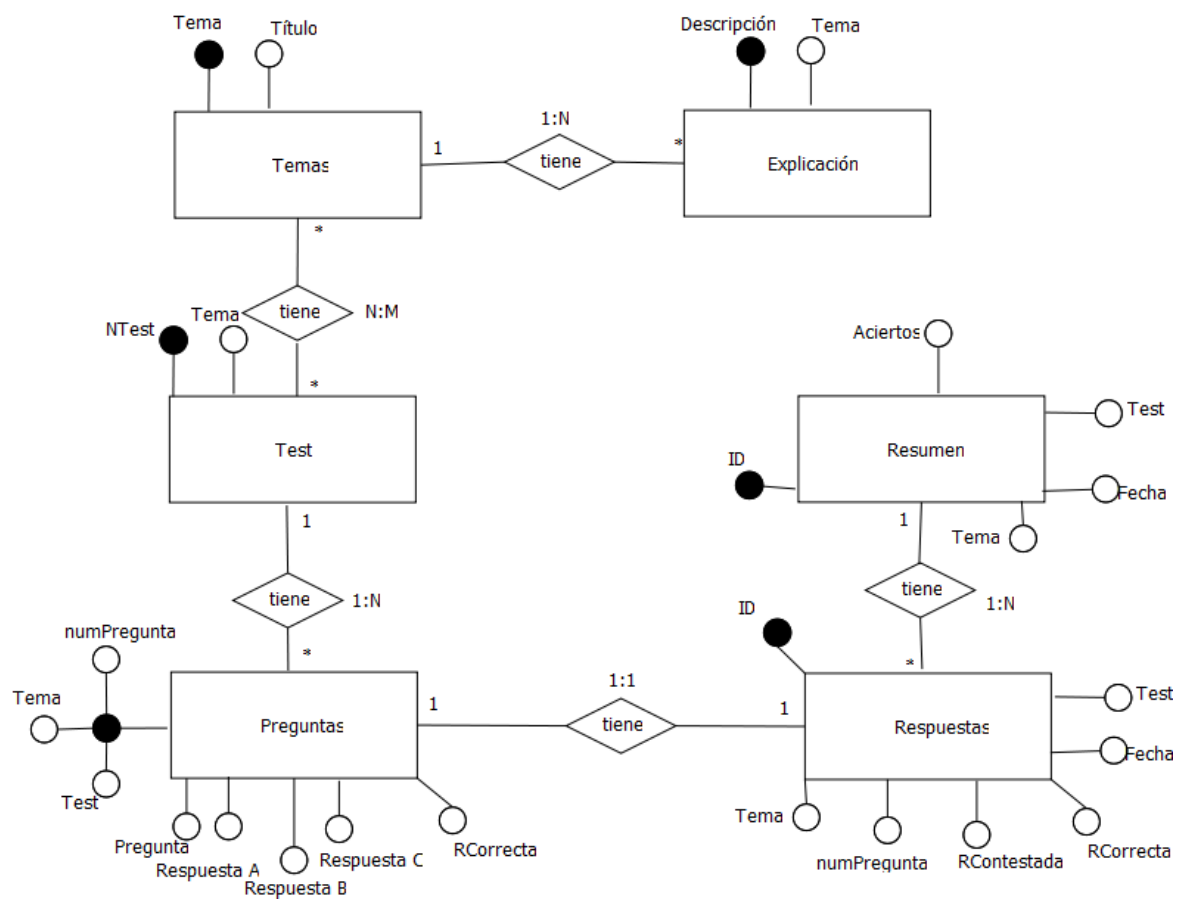 Tema
Título
Descripción
Tema
Temas
1
1:N
tiene
*
Explicación
*
tiene
N:M
NTest
Tema
*
Test
Aciertos
Test
Resumen
ID
Fecha
Tema
1
tiene
1:N
1
tiene
1:N
*
numPregunta
Tema
Test
Preguntas
1
1:1
tiene
1
ID
*
Respuestas
Test
Fecha
Pregunta
Respuesta A
Respuesta B
Respuesta C
RCorrecta
Tema
numPregunta
RContestada
RCorrecta